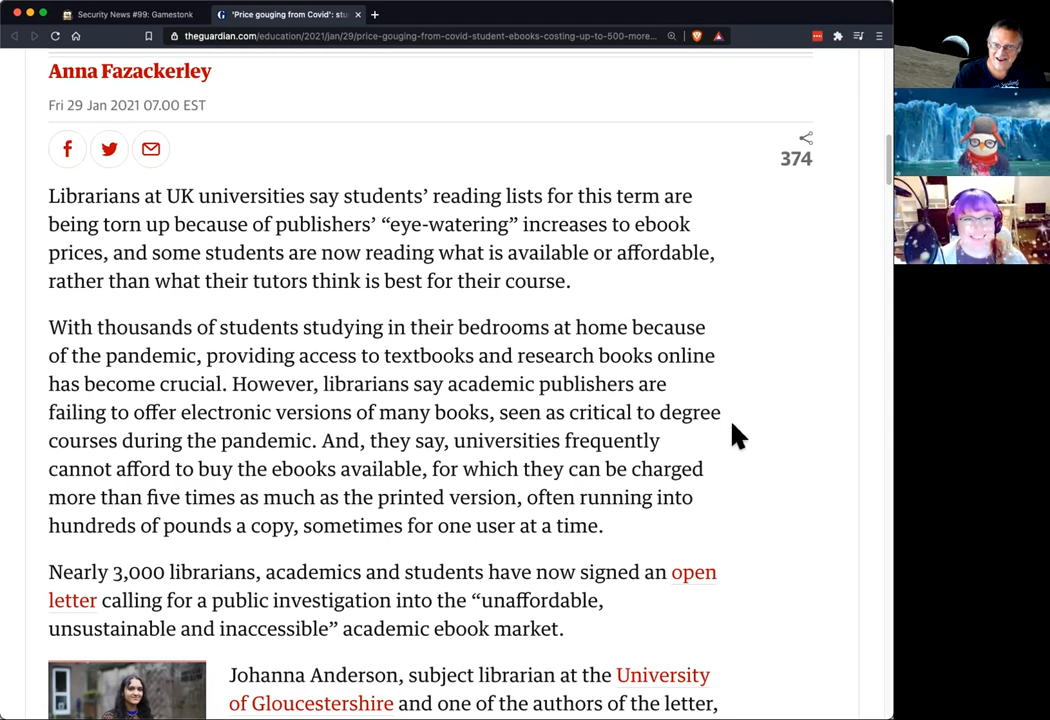 Security News #99: Gamestonk
'Price gouging from Covid': stu
theguardian.com/education/2021/jan/29/price-gouging-from-covid-student-ebooks-costing-up-to-500-more...
Anna Fazackerley
Fri 29 Jan 2021 07.00 EST
374
Librarians at UK universities say students’ reading lists for this term are
being torn up because of publishers’ “eye-watering” increases to ebook
prices, and some students are now reading what is available or affordable,
rather than what their tutors think is best for their course.
With thousands of students studying in their bedrooms at home because
of the pandemic, providing access to textbooks and research books online
has become crucial. However, librarians say academic publishers are
failing to offer electronic versions of many books, seen as critical to degree
courses during the pandemic. And, they say, universities frequently
cannot afford to buy the ebooks available, for which they can be charged
more than five times as much as the printed version, often running into
hundreds of pounds a copy, sometimes for one user at a time.
Nearly 3,000 librarians, academics and students have now signed an open
letter calling for a public investigation into the “unaffordable,
unsustainable and inaccessible” academic ebook market.
Johanna Anderson, subject librarian at the University
of Gloucestershire and one of the authors of the letter,